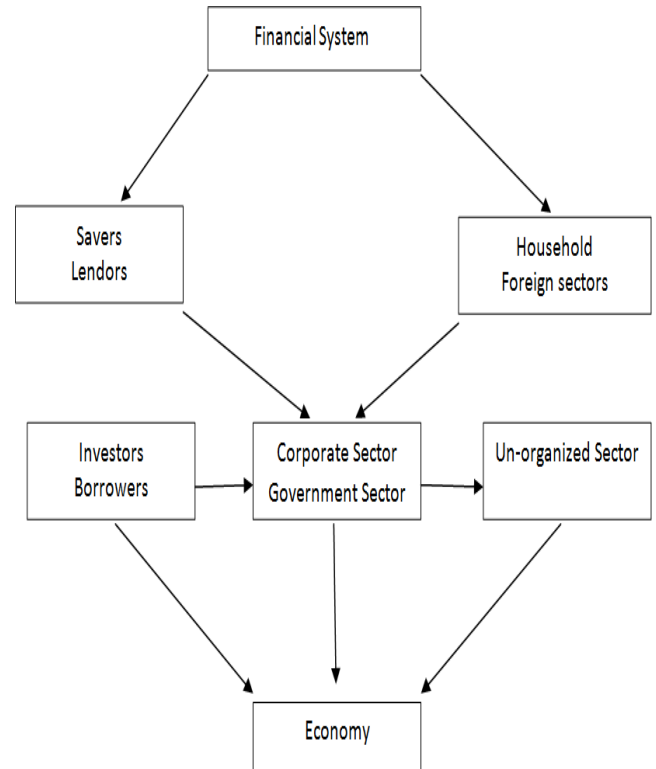 Financial System
Savers
Lendors
Household
Foreign sectors
Investors
Borrowers
Corporate Sector
Government Sector
Un-organized Sector
Economy